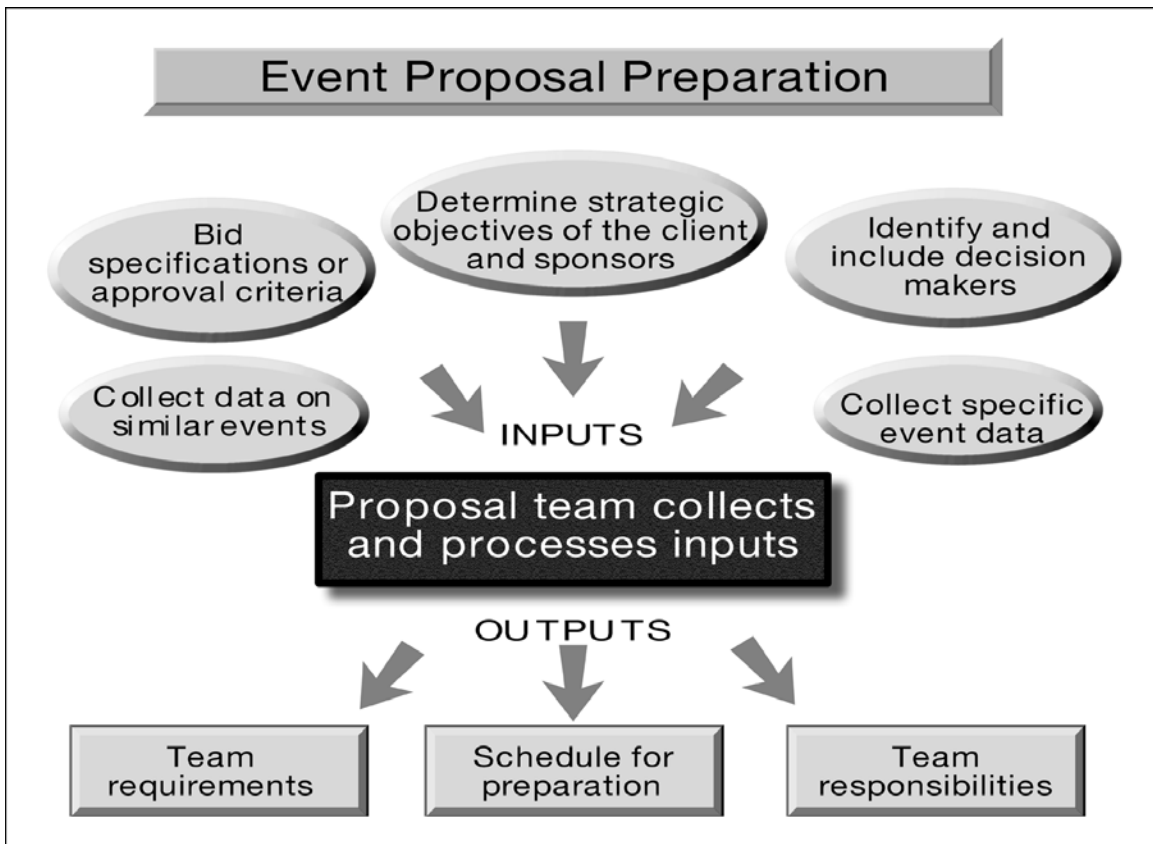 Event Proposal Preparation
Bid
specifications or
approval criteria
Determine strategic
objectives of the client
and sponsors
Identify and
include decision
makers
Collect data on
similar events
Collect specific
event data
INPUTS
Proposal team collects
and processes inputs
OUTPUTS
Team
requirements
Schedule for
preparation
Team
responsibilities